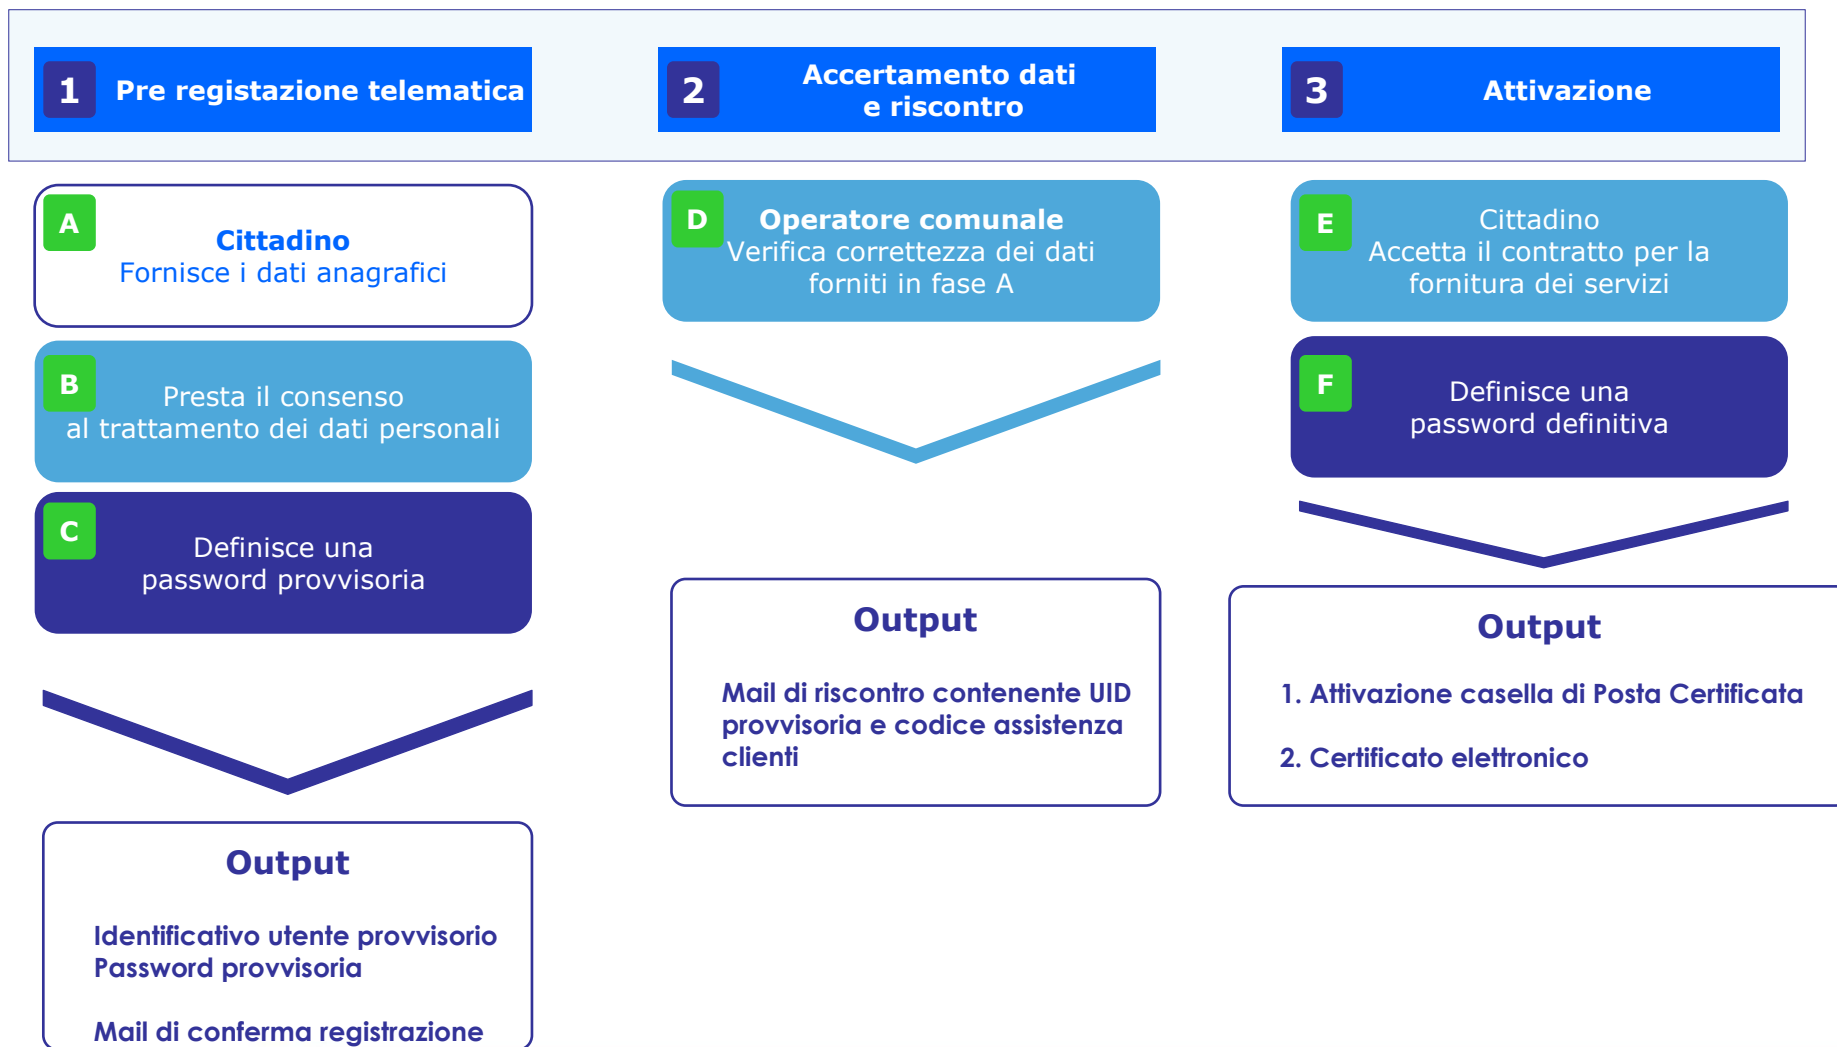 1 Pre registazione telematica
2 Accertamento dati
e riscontro
3 Attivazione
A
Cittadino
Fornisce i dati anagrafici
B
Presta il consenso
al trattamento dei dati personali
C
Definisce una
password provvisoria
Output
Identificativo utente provvisorio
Password provvisoria
Mail di conferma registrazione
D
Operatore comunale
Verifica correttezza dei dati
forniti in fase A
Output
Mail di riscontro contenente UID
provvisoria e codice assistenza
clienti
E
Cittadino
Accetta il contratto per la
fornitura dei servizi
F
Definisce una
password definitiva
Output
1. Attivazione casella di Posta Certificata
2. Certificato elettronico